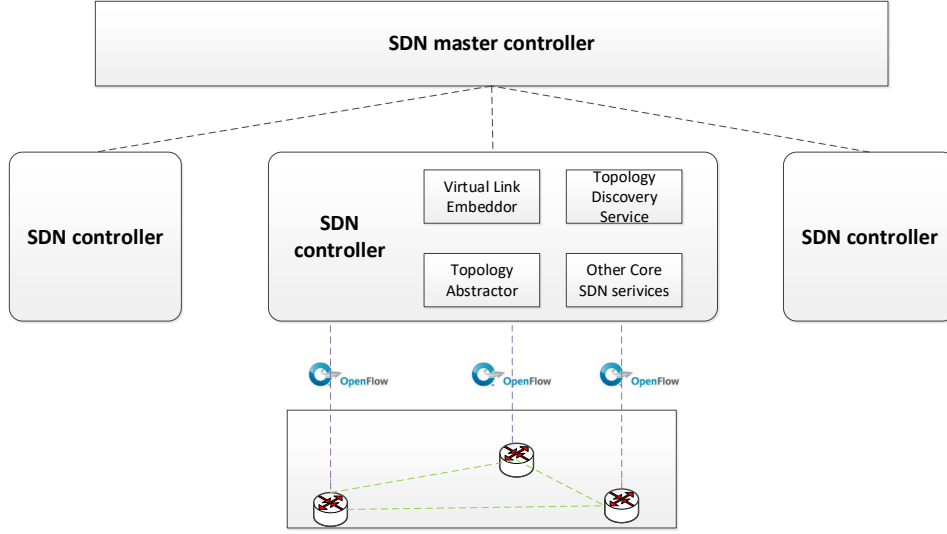 SDN master controller
SDN controller
SDN
controller
Virtual Link
Embeddor
Topology
Discovery
Service
Topology
Abstractor
Other Core
SDN serivices
SDN controller
OpenFlow
OpenFlow
OpenFlow